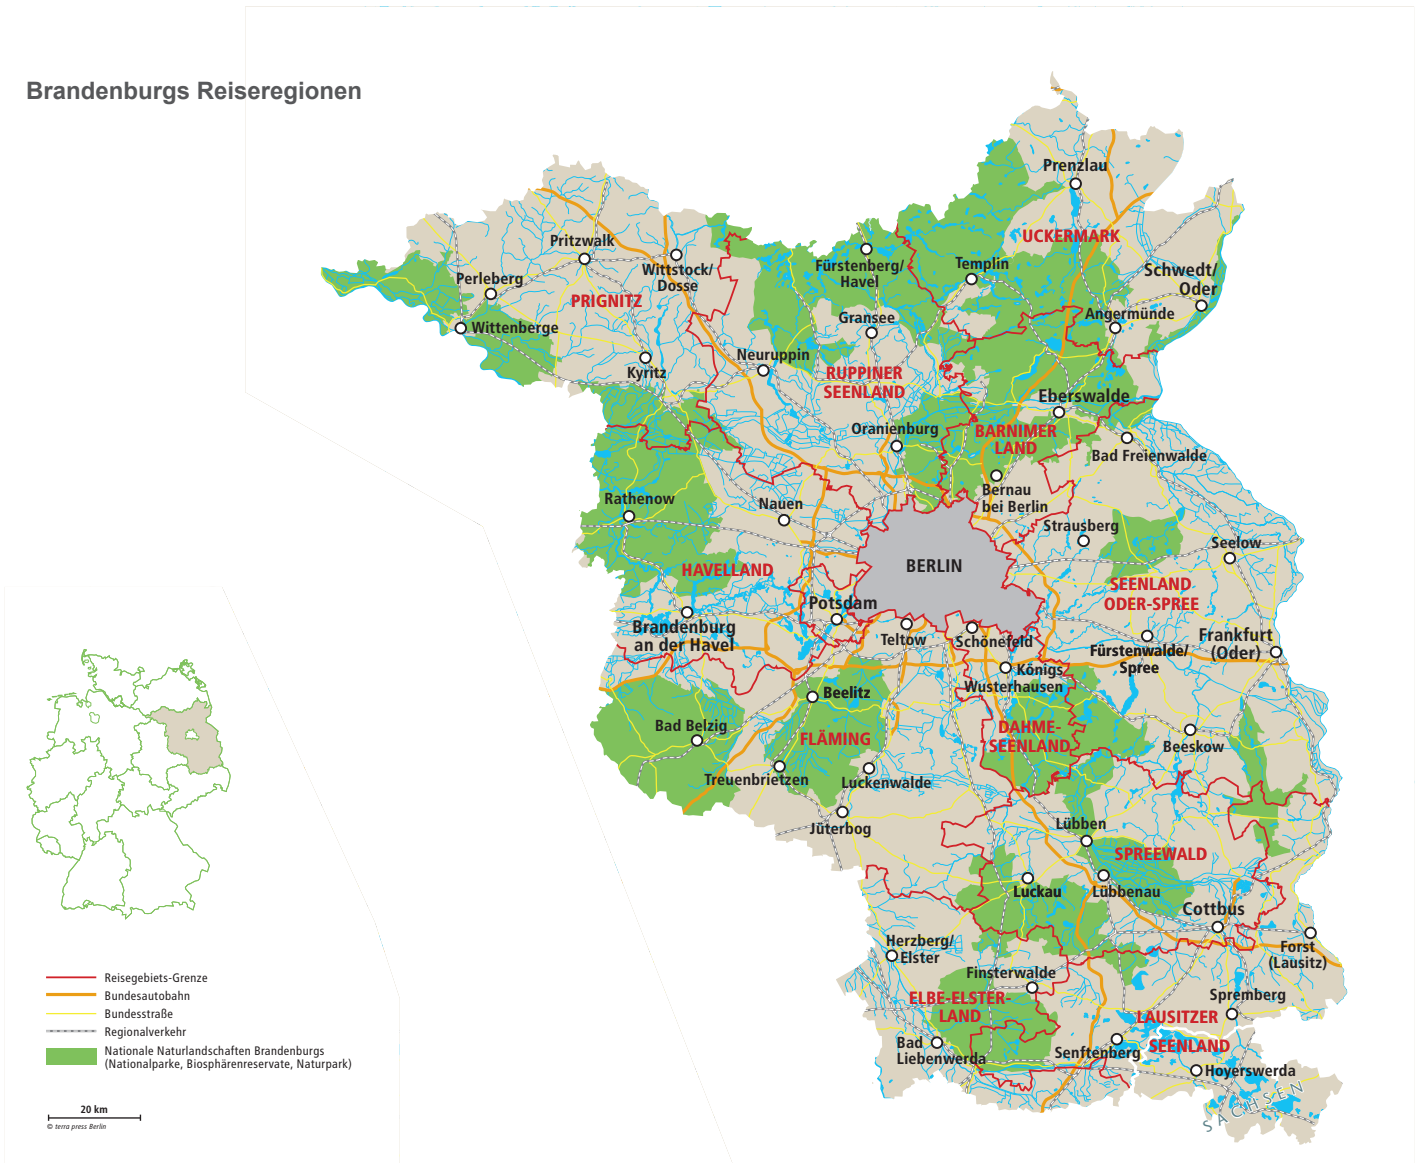 Brandenburgs Reiseregionen
Prenzlau
UCKERMARK
Pritzwalk
Wittstock/
Dosse
Fürstenberg/
Havel
Templin
Schwedt/
Oder
Perleberg
PRIGNITZ
Gransee
Angermünde
Wittenberge
Neuruppin
Kyritz
RUPPINER
SEENLAND
Eberswalde
Oranienburg
BARNIMER
LAND
Bad Freienwalde
Rathenow
Nauen
Bernau
bei Berlin
Strausberg
Seelow
BERLIN
HAVELLAND
SEENLAND
ODER-SPREE
Potsdam
Brandenburg
an der Havel
Teltow
Schönefeld
Fürstenwalde/
Spree
Frankfurt
(Oder)
Königs
Wusterhausen
Beelitz
Bad Belzig
FLÄMING
DAHME-
SEENLAND
Beeskow
Treuenbrietzen
Luckenwalde
Jüterbog
Lübben
SPREEWALD
Luckau
Lübbenau
Cottbus
Herzberg/
Elster
Forst
(Lausitz)
Finsterwalde
ELBE-ELSTER-
LAND
Spremberg
LAUSITZER
SEENLAND
Bad
Liebenwerda
Senftenberg
Hoyerswerda
SACHSEN
Reisegebiets-Grenze
Bundesautobahn
Bundesstraße
Regionalverkehr
Nationale Naturlandschaften Brandenburgs
(Nationalparke, Biosphärenreservate, Naturpark)
20 km
© terra press Berlin